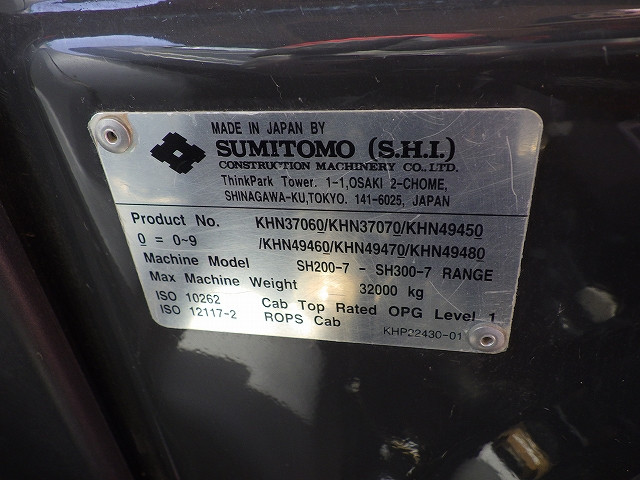 MADE IN JAPAN BY
SUMITOMO (S.H.I.)
CONSTRUCTION MACHINERY CO., LTD.
ThinkPark Tower. 1-1,OSAKI 2-CHOME,
SHINAGAWA-KU,TOKYO. 141-6025, JAPAN
Product No. KHN37060/KHN37070/KHN49450
0 = 0~9 /KHN49460/KHN49470/KHN49480
Machine Model SH200-7 - SH300-7 RANGE
Max Machine Weight 32000 kg
ISO 10262 Cab Top Rated OPG Level 1
ISO 12117-2 ROPS Cab
KHP22430-01